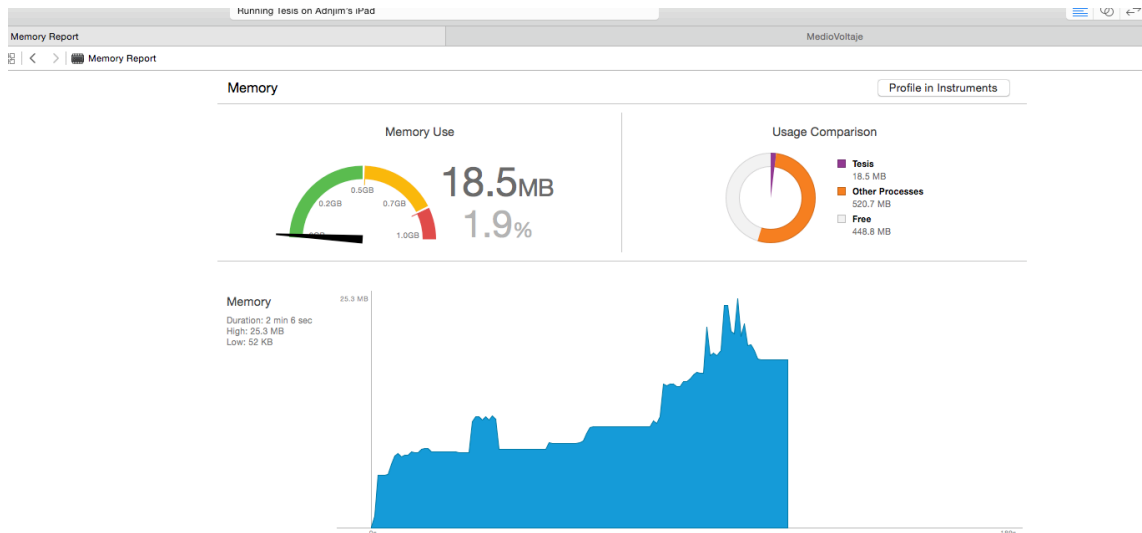 Running Tesis on Adnjim's iPad
Memory Report
MedioVoltaje
Memory Report
Memory
Profile in Instruments
Memory Use
Usage Comparison
0.2GB
0.5GB
0.7GB
1.0GB
18.5MB
1.9%
Tesis
18.5 MB
Other Processes
520.7 MB
Free
448.8 MB
Memory
Duration: 2 min 6 sec
High: 25.3 MB
Low: 52 KB
25.3 MB